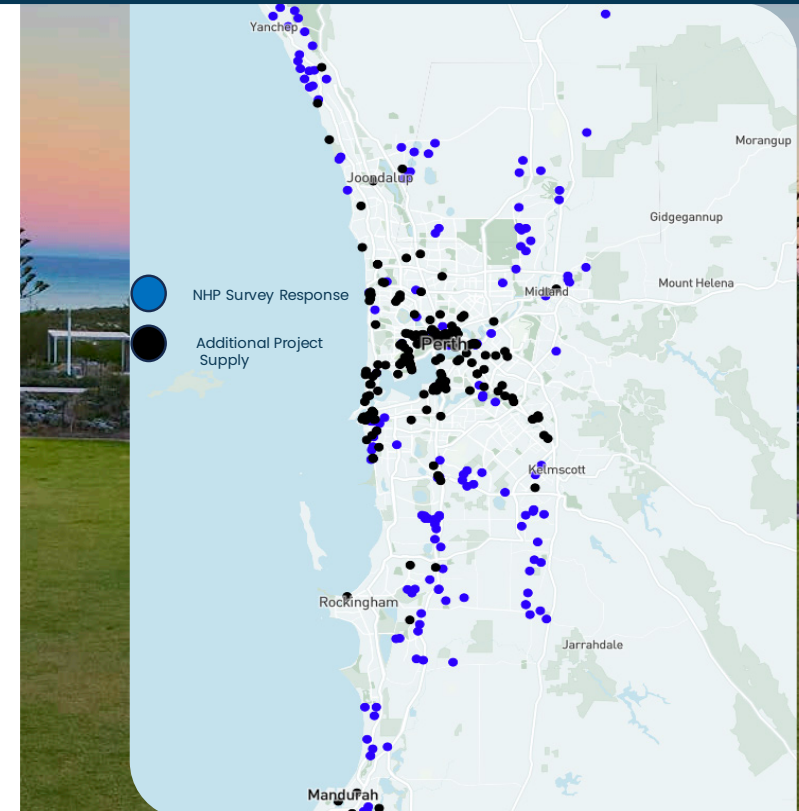 Yanchep
Morangup
Joondalup
Gidgegannup
Mount Helena
Midland
NHP Survey Response
Additional Project
Supply
Perth
Kelmscott
Rockingham
Jarrahdale
Mandurah